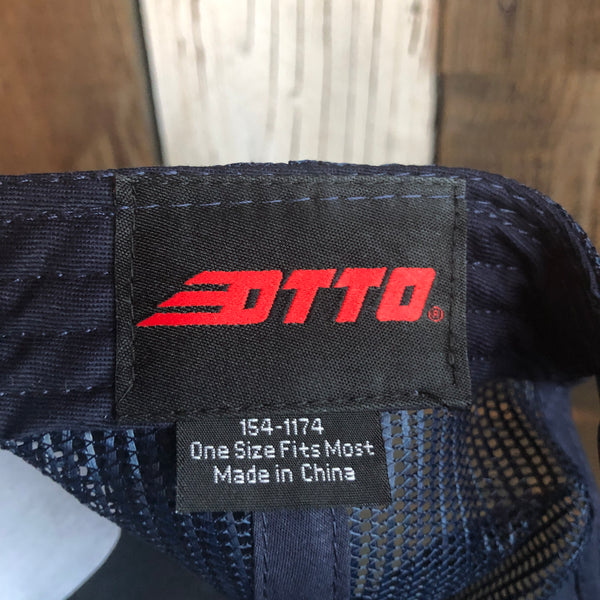 OTTO®
154-1174
One Size Fits Most
Made in China